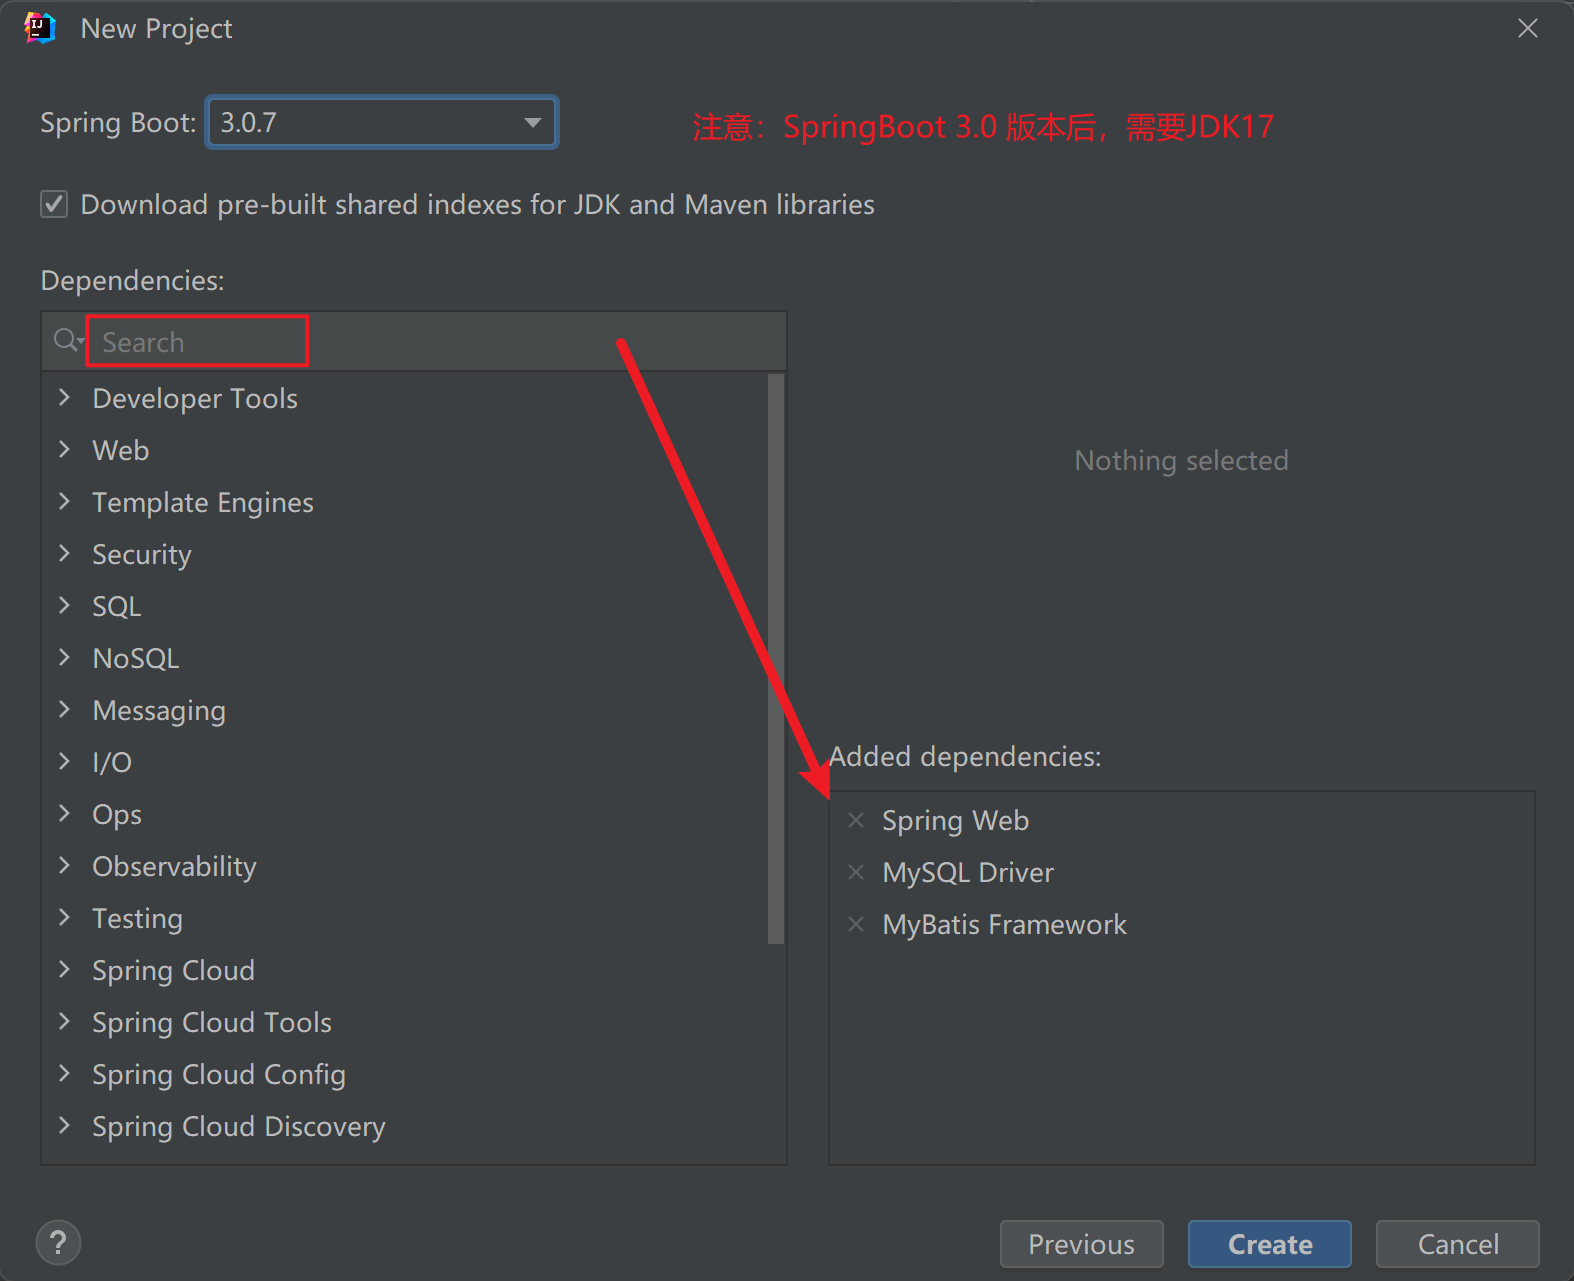 New Project
Spring Boot: 3.0.7
注意：SpringBoot 3.0 版本后，需要JDK17
Download pre-built shared indexes for JDK and Maven libraries
Dependencies:
Search
Developer Tools
Web
Template Engines
Security
SQL
NoSQL
Messaging
I/O
Ops
Observability
Testing
Spring Cloud
Spring Cloud Tools
Spring Cloud Config
Spring Cloud Discovery
Nothing selected
Added dependencies:
Spring Web
MySQL Driver
MyBatis Framework
?
Previous
Create
Cancel